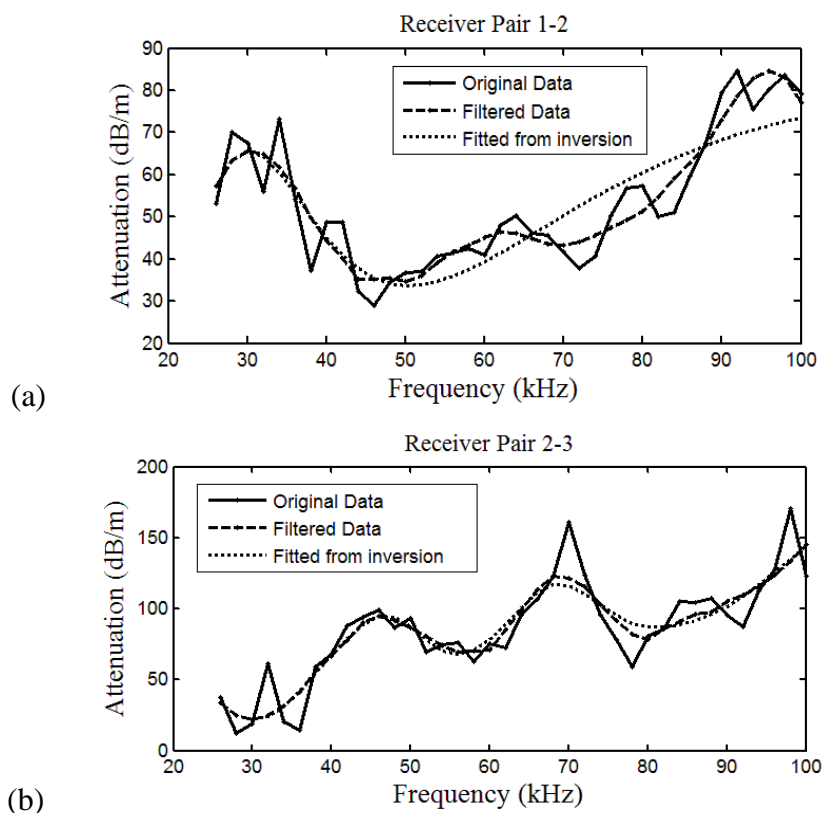 Receiver Pair 1-2
Attenuation (dB/m)
90
80
70
60
50
40
30
20
Original Data
Filtered Data
Fitted from inversion
20 30 40 50 60 70 80 90 100
Frequency (kHz)
(a)
Receiver Pair 2-3
Attenuation (dB/m)
200
150
100
50
0
Original Data
Filtered Data
Fitted from inversion
20 30 40 50 60 70 80 90 100
Frequency (kHz)
(b)